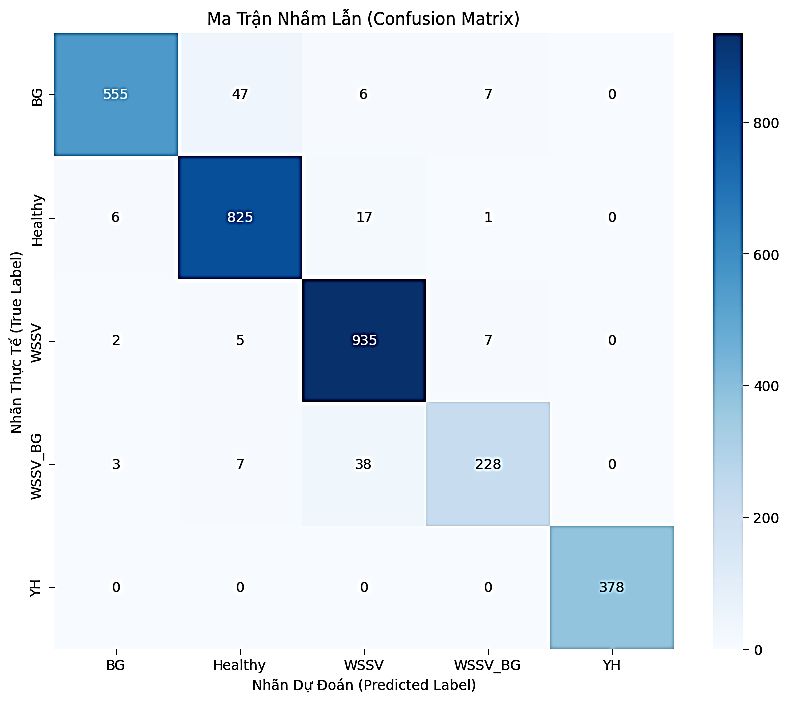 Ma Trận Nhầm Lẫn (Confusion Matrix)
BG 555 47 6 7 0
Healthy 6 825 17 1 0
WSSV 2 5 935 7 0
WSSV_BG 3 7 38 228 0
YH 0 0 0 0 378
BG Healthy WSSV WSSV_BG YH
Nhãn Dự Đoán (Predicted Label)
Nhãn Thực Tế (True Label)
800
600
400
200
0